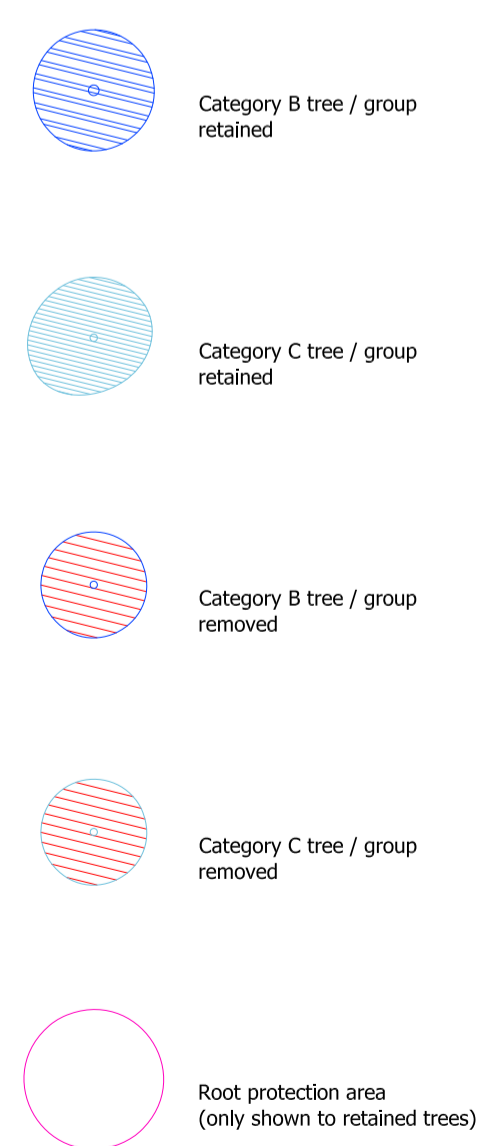 Category B tree / group
retained
Category C tree / group
retained
Category B tree / group
removed
Category C tree / group
removed
Root protection area
(only shown to retained trees)